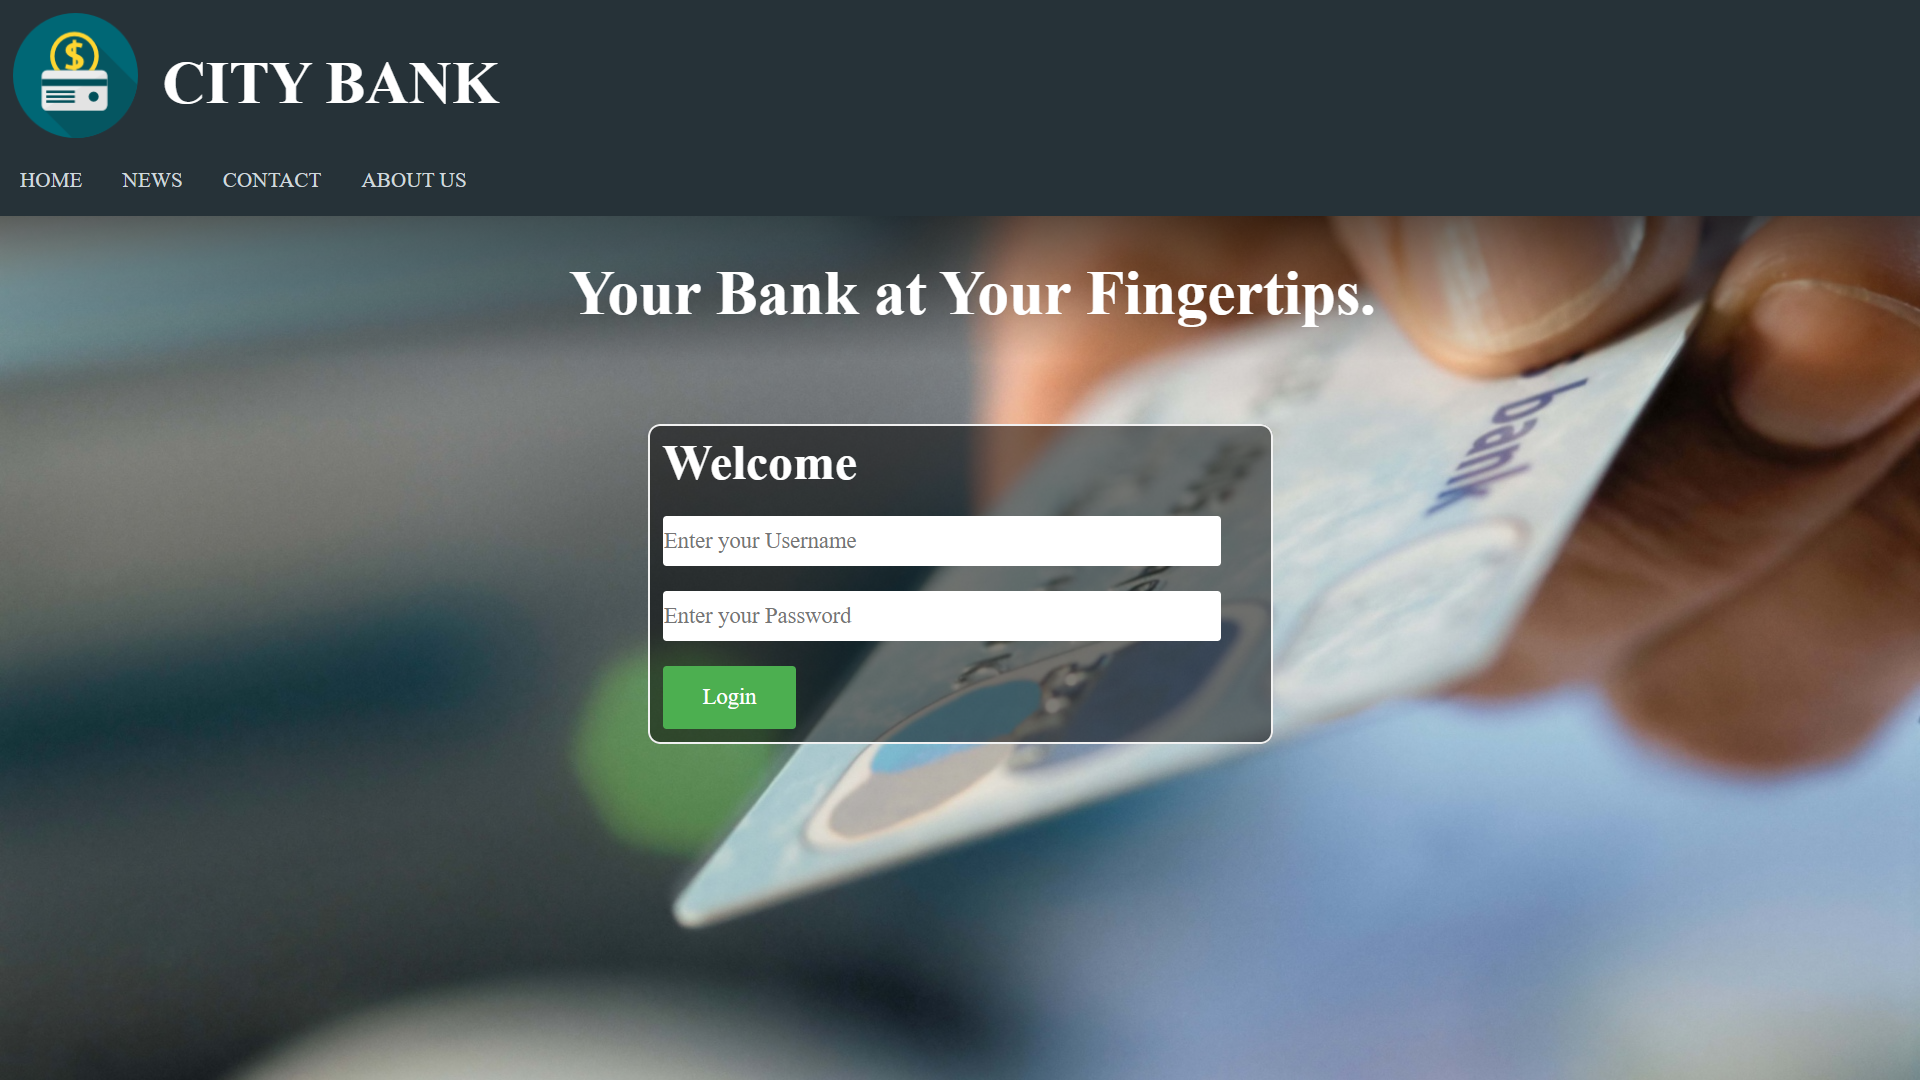 $
CITY BANK
HOME NEWS CONTACT ABOUT US
Your Bank at Your Fingertips.
bank
Welcome
Enter your Username
Enter your Password
Login